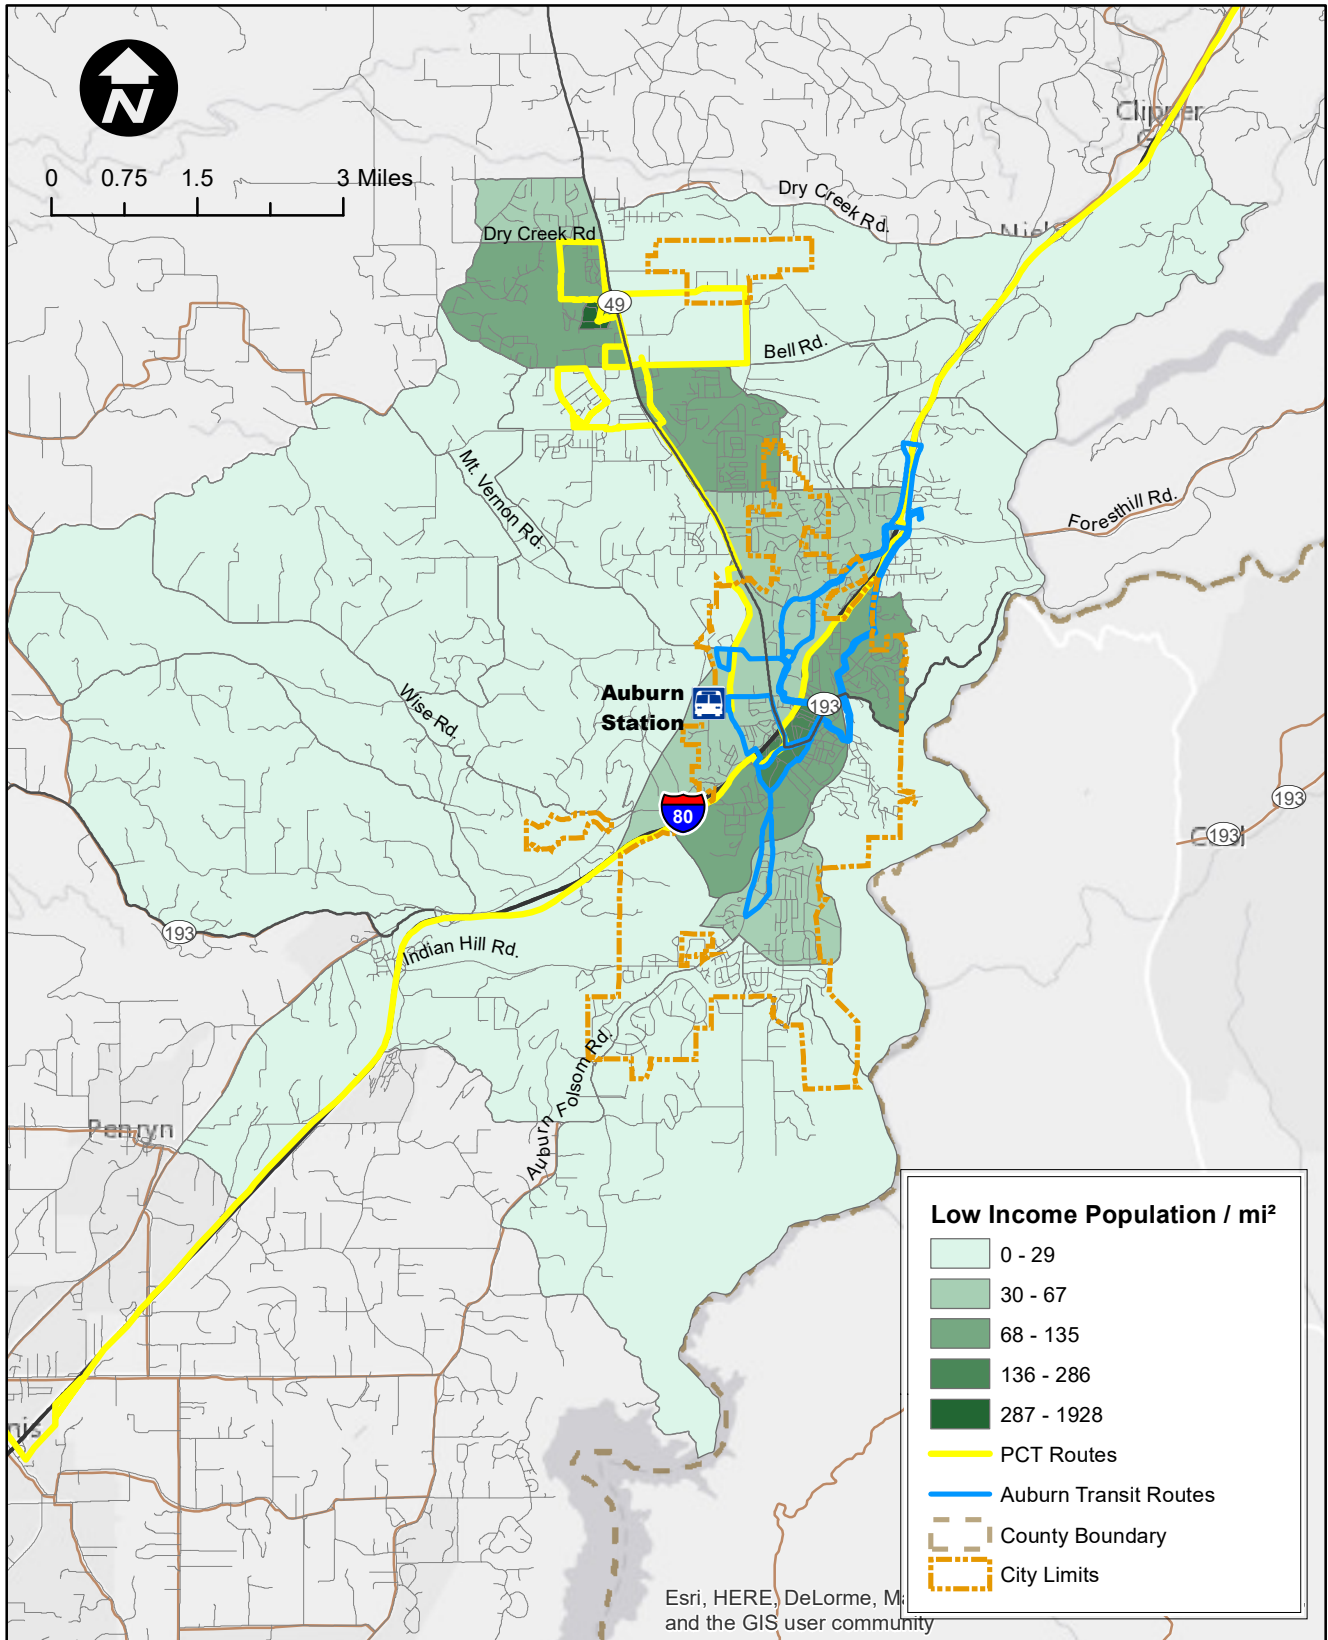 N
0 0.75 1.5 3 Miles
Clipper
Dry Creek Rd.
Dry Creek Rd
49
Bell Rd.
Mt. Vernon Rd.
Foresthill Rd.
Wise Rd.
Auburn
Station
193
80
193
193
193
Indian Hill Rd.
Auburn Folsom Rd.
Penryn
Low Income Population / mi²
0 - 29
30 - 67
68 - 135
136 - 286
287 - 1928
PCT Routes
Auburn Transit Routes
County Boundary
City Limits
Esri, HERE, DeLorme,
and the GIS user community